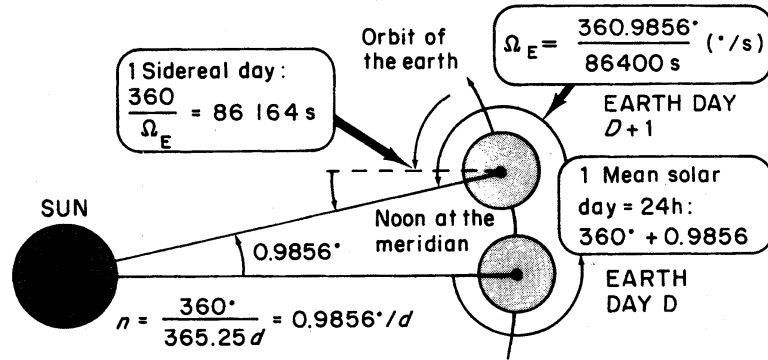 1 Sidereal day:
360 / Ω_E = 86 164 s
Orbit of
the earth
Ω_E = 360.9856° / 86400 s (°/s)
EARTH DAY
D+1
SUN
Noon at the
meridian
1 Mean solar
day = 24h:
360° + 0.9856
0.9856°
EARTH
DAY D
n = 360° / 365.25 d = 0.9856°/d